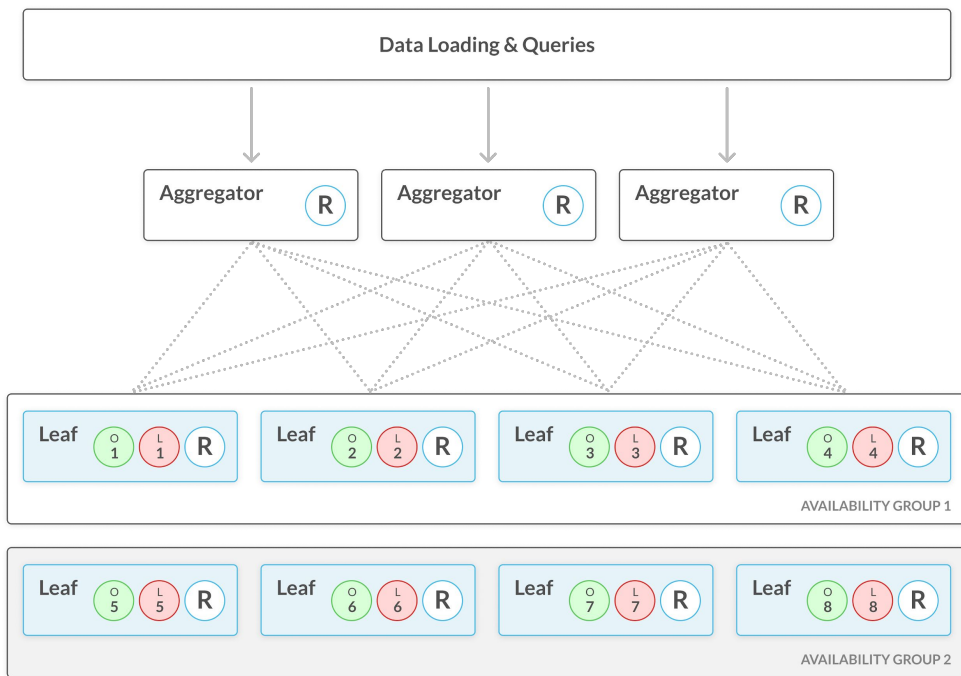 Data Loading & Queries
Aggregator R Aggregator R Aggregator R
Leaf O 1 L 1 R Leaf O 2 L 2 R Leaf O 3 L 3 R Leaf O 4 L 4 R
AVAILABILITY GROUP 1
Leaf O 5 L 5 R Leaf O 6 L 6 R Leaf O 7 L 7 R Leaf O 8 L 8 R
AVAILABILITY GROUP 2